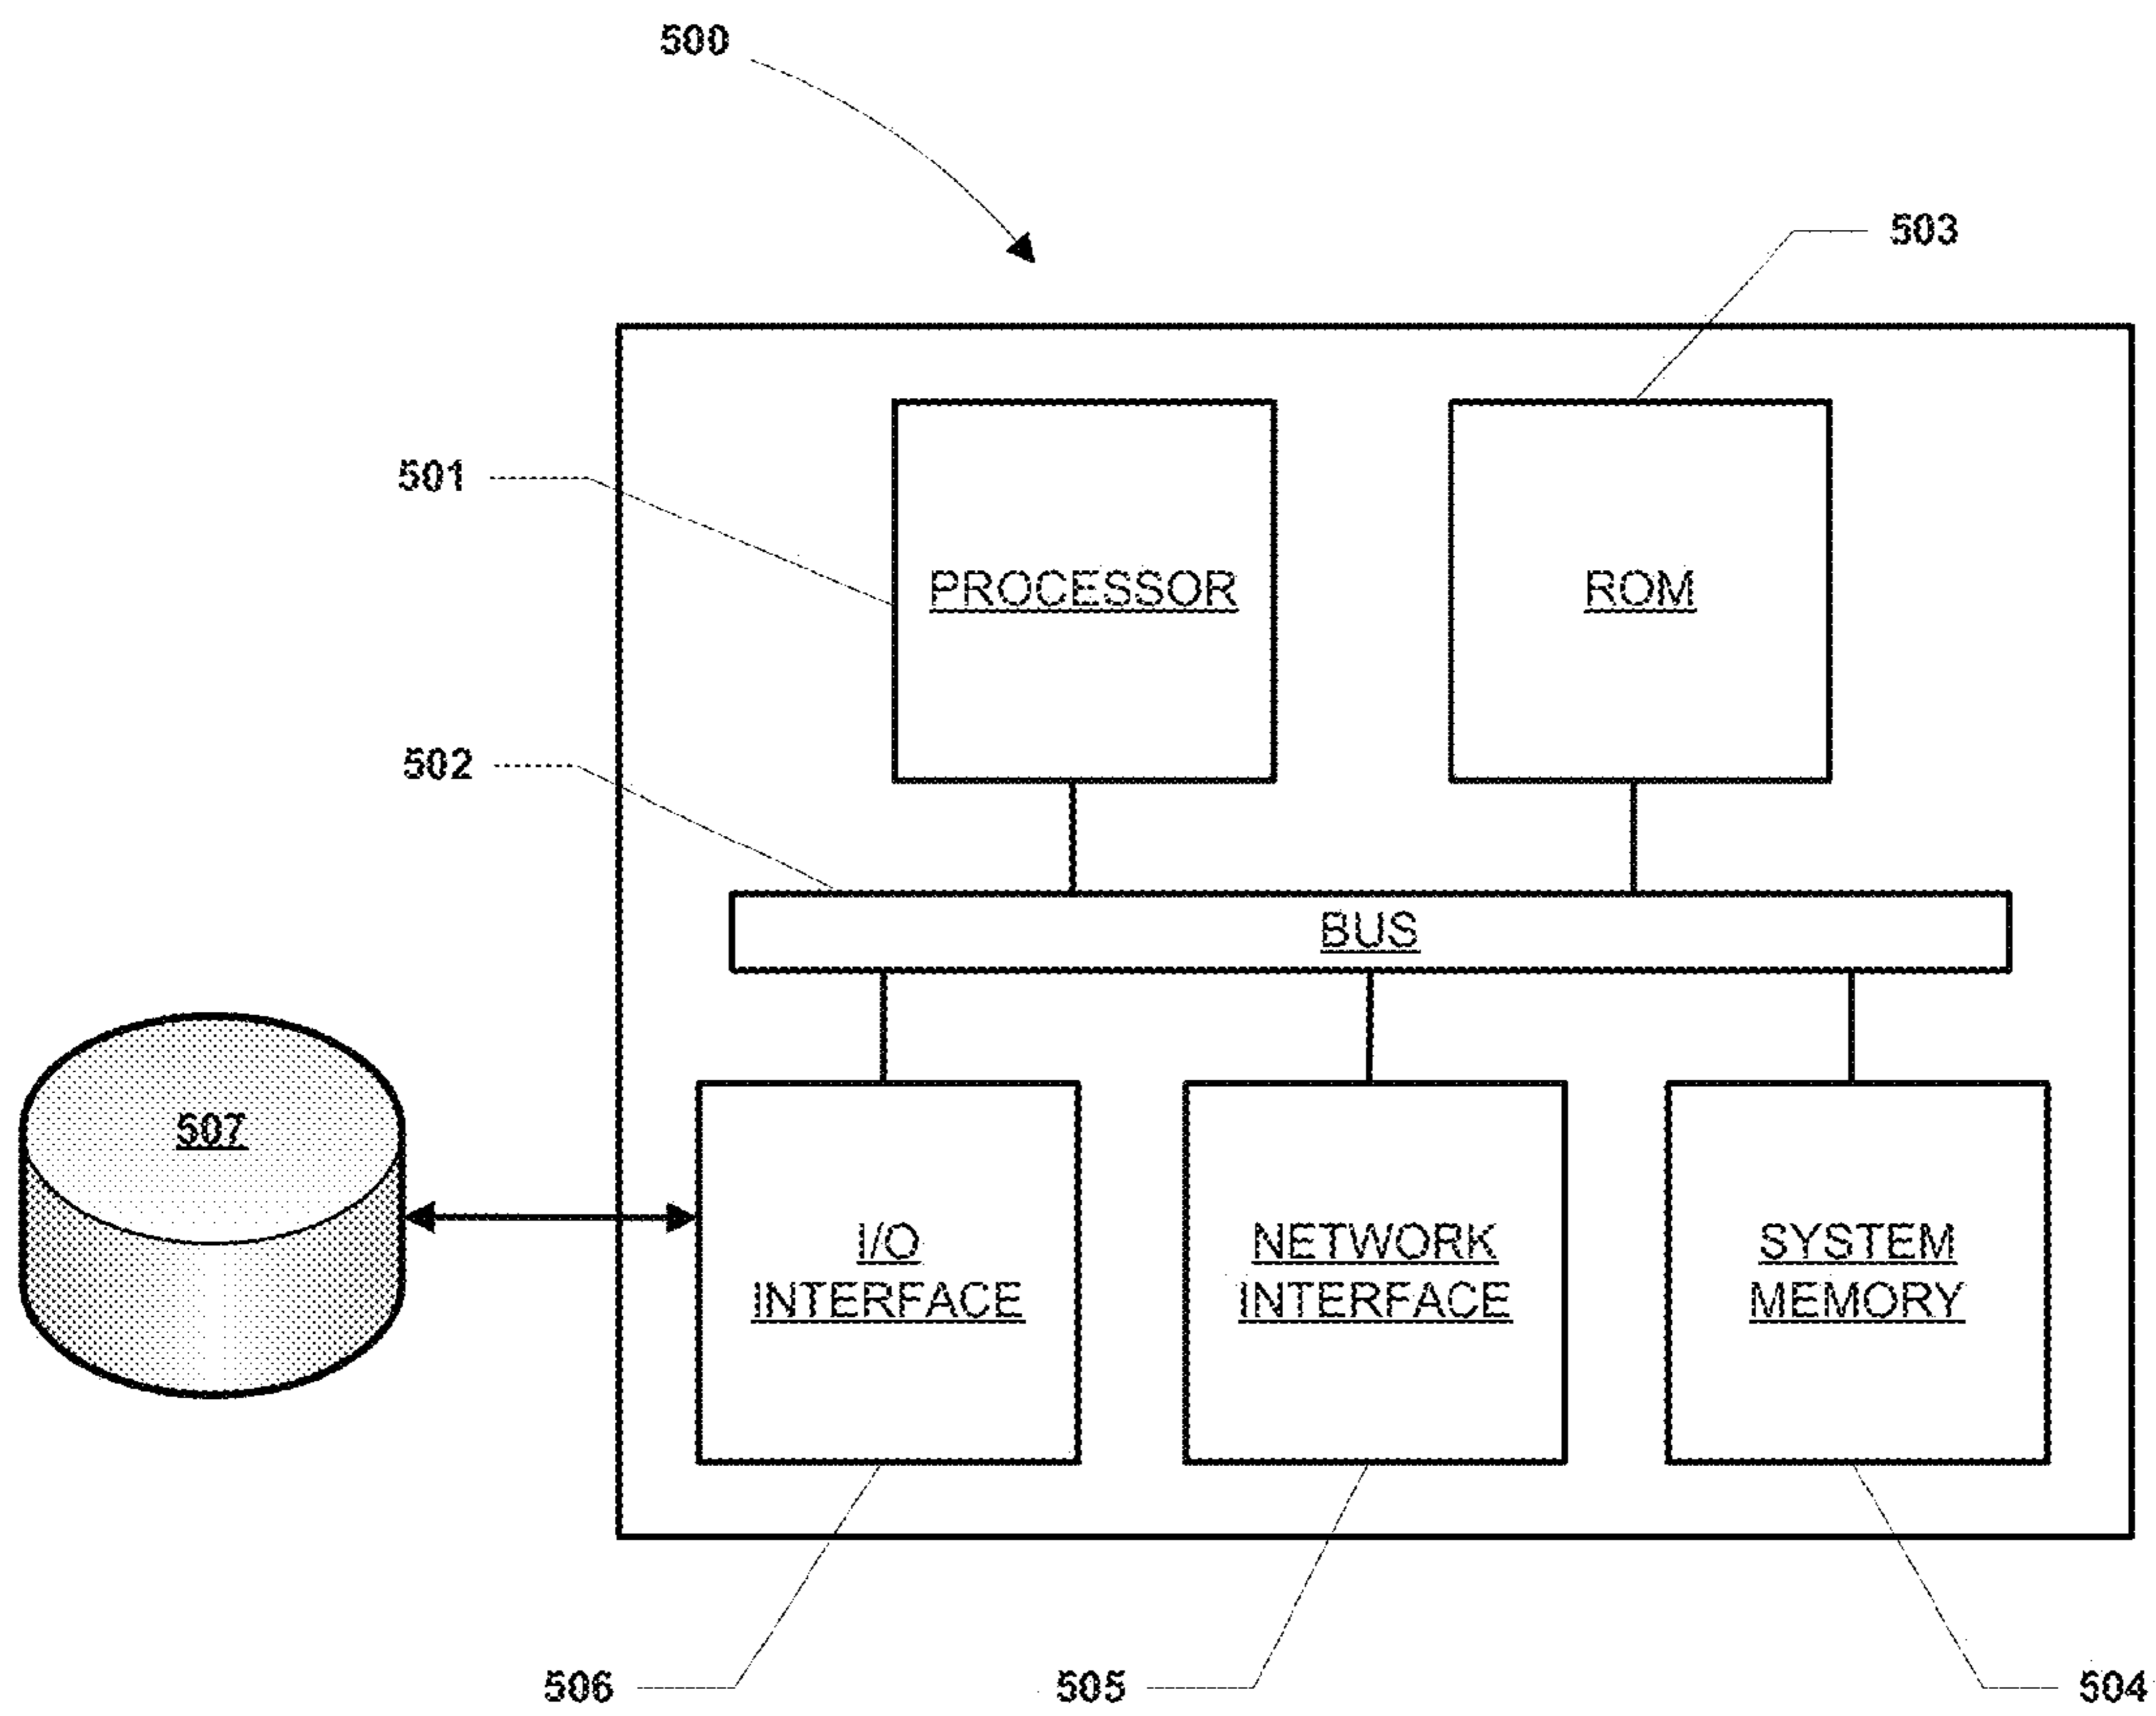 500
503
501
PROCESSOR
ROM
502
BUS
507
I/O
INTERFACE
NETWORK
INTERFACE
SYSTEM
MEMORY
506
505
504